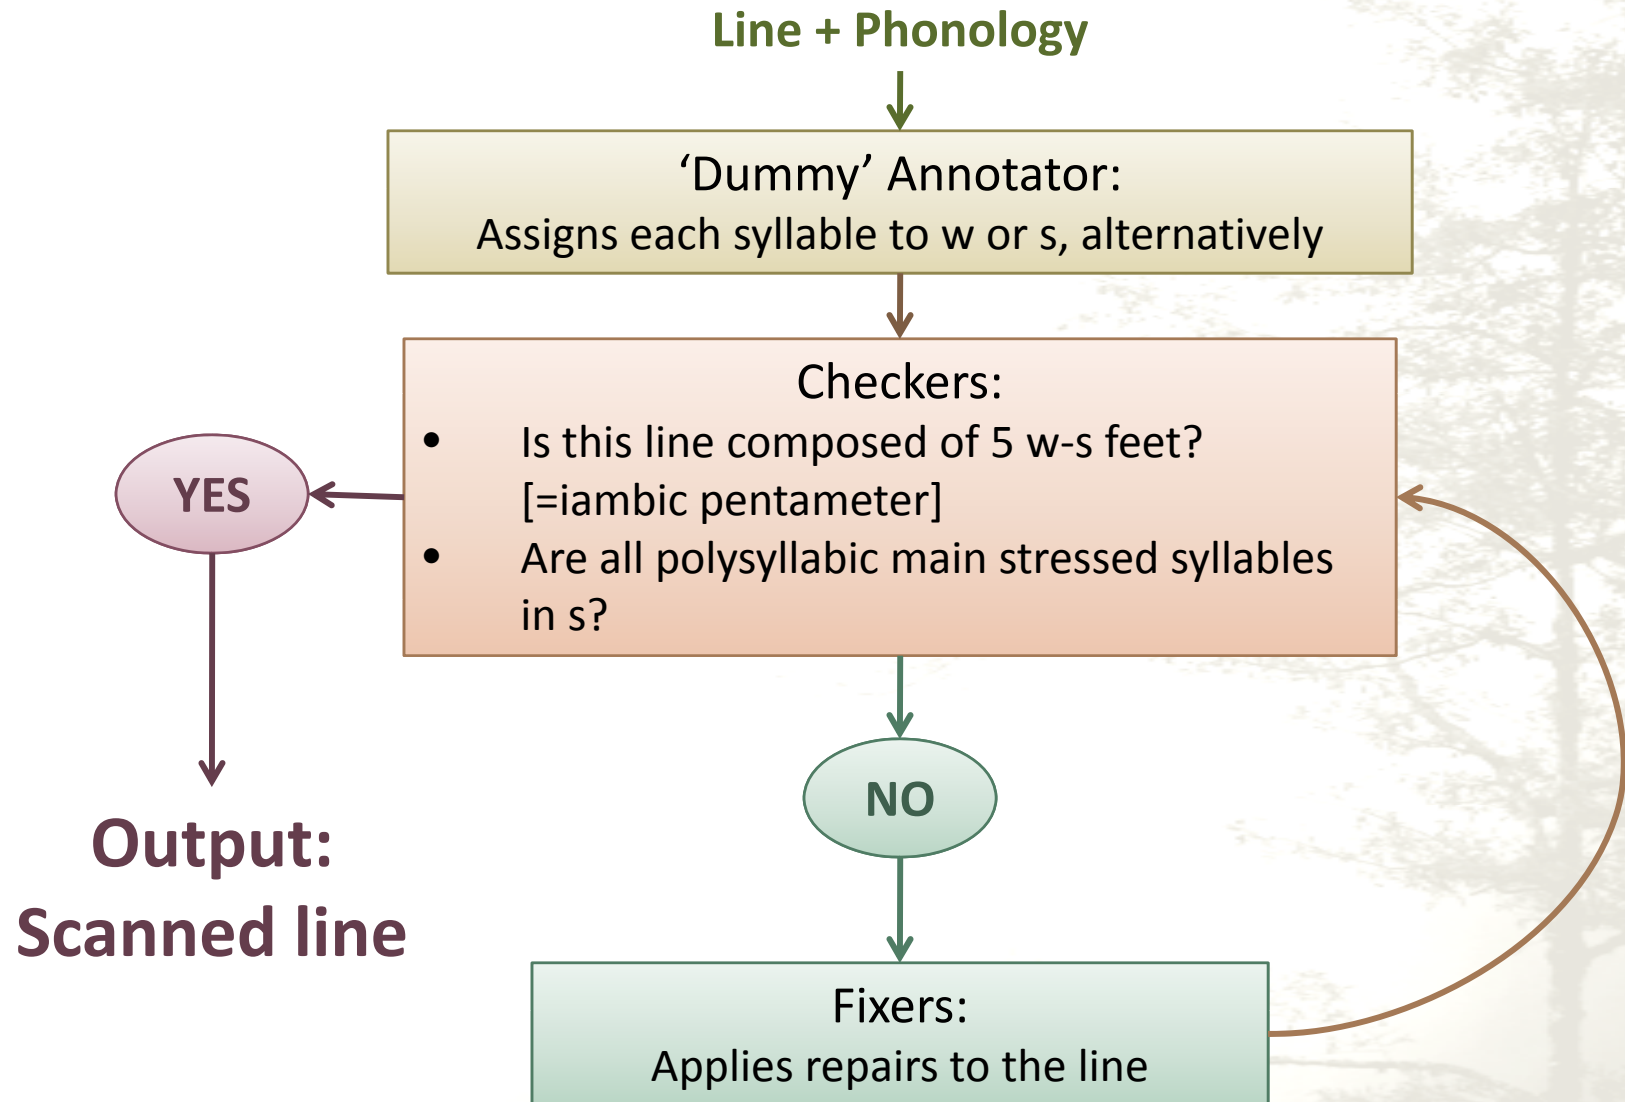 Line + Phonology
‘Dummy’ Annotator:
Assigns each syllable to w or s, alternatively
Checkers:
• Is this line composed of 5 w-s feet?
[=iambic pentameter]
• Are all polysyllabic main stressed syllables
in s?
YES
NO
Output:
Scanned line
Fixers:
Applies repairs to the line